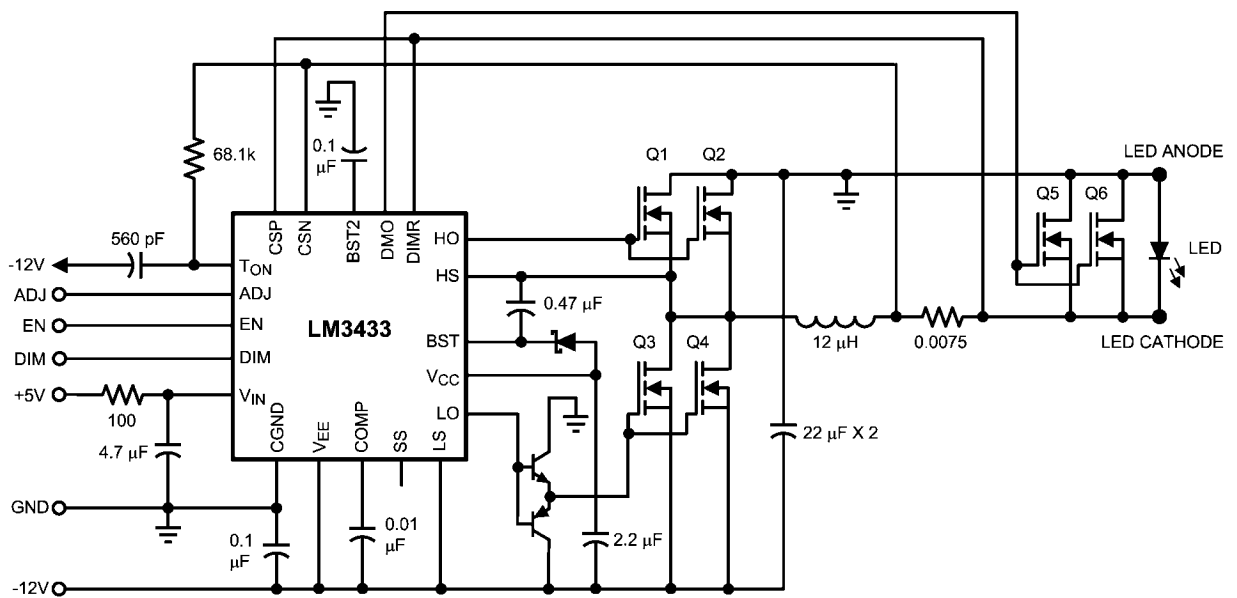 68.1k
0.1
µF
Q1
Q2
LED ANODE
Q5
Q6
CSP
CSN
BST2
DMO
DIMR
HO
560 pF
-12V
TON
HS
LED
ADJ
ADJ
0.47 µF
EN
EN
LM3433
BST
Q3
Q4
12 µH
0.0075
LED CATHODE
DIM
DIM
VCC
+5V
100
VIN
LO
4.7 µF
CGND
VEE
COMP
SS
LS
22 µF X 2
GND
0.1
µF
0.01
µF
2.2 µF
-12V